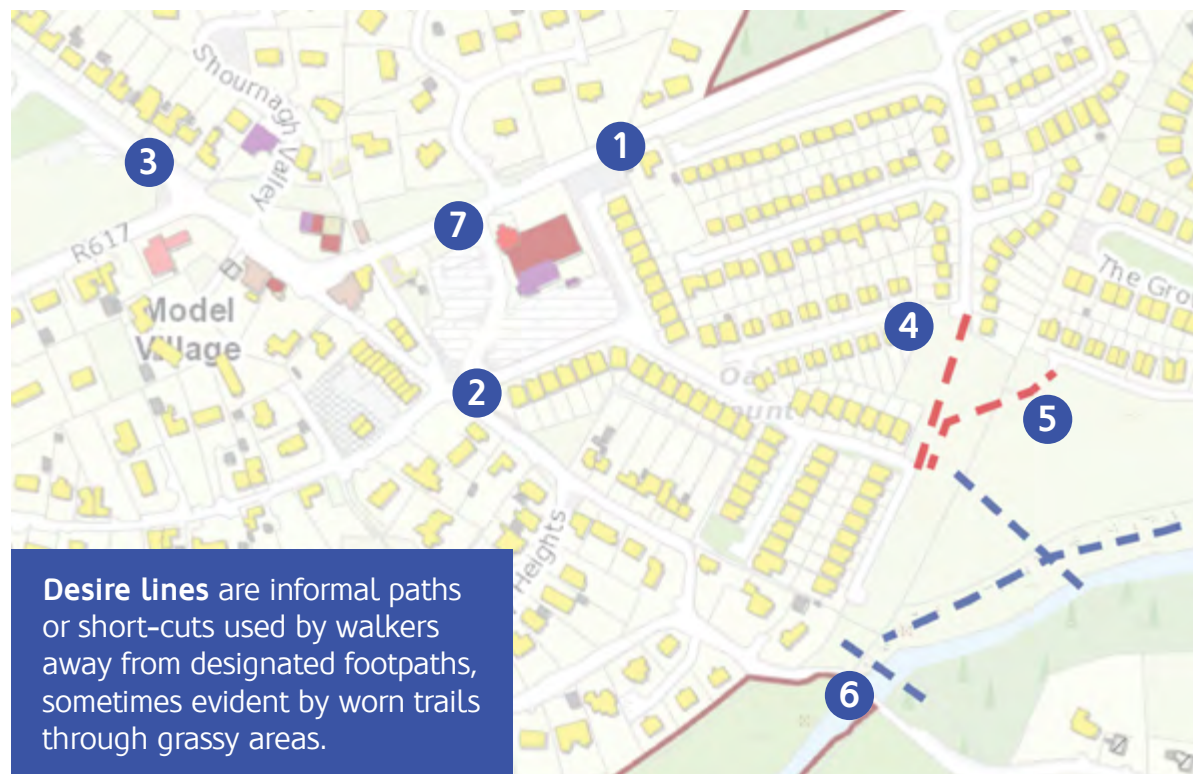 Shournagh
Valley
1
3
7
R617
The Gro
Model
Village
4
2
5
Heights
6
Desire lines are informal paths
or short-cuts used by walkers
away from designated footpaths,
sometimes evident by worn trails
through grassy areas.